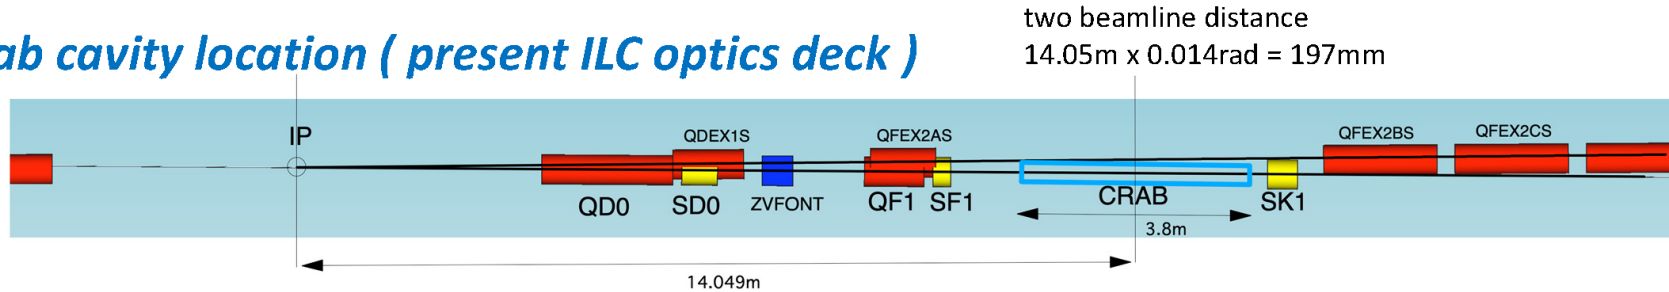 ab cavity location ( present ILC optics deck )
two beamline distance
14.05m x 0.014rad = 197mm
IP
QDEX1S
QFEX2AS
QFEX2BS
QFEX2CS
QD0
SD0
ZVFONT
QF1
SF1
CRAB
SK1
3.8m
14.049m